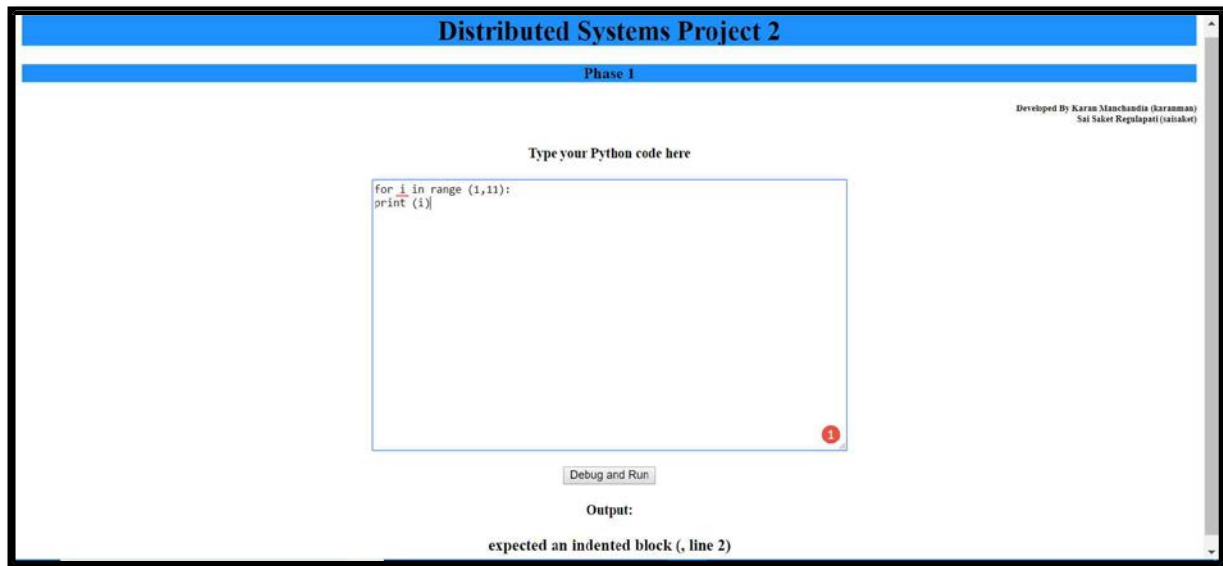 Distributed Systems Project 2
Phase 1
Developed By Karan Manchandia (karanman)
Sai Saket Regulapati (saisaket)
Type your Python code here
for i in range (1,11):
print (i)
1
Debug and Run
Output:
expected an indented block (, line 2)